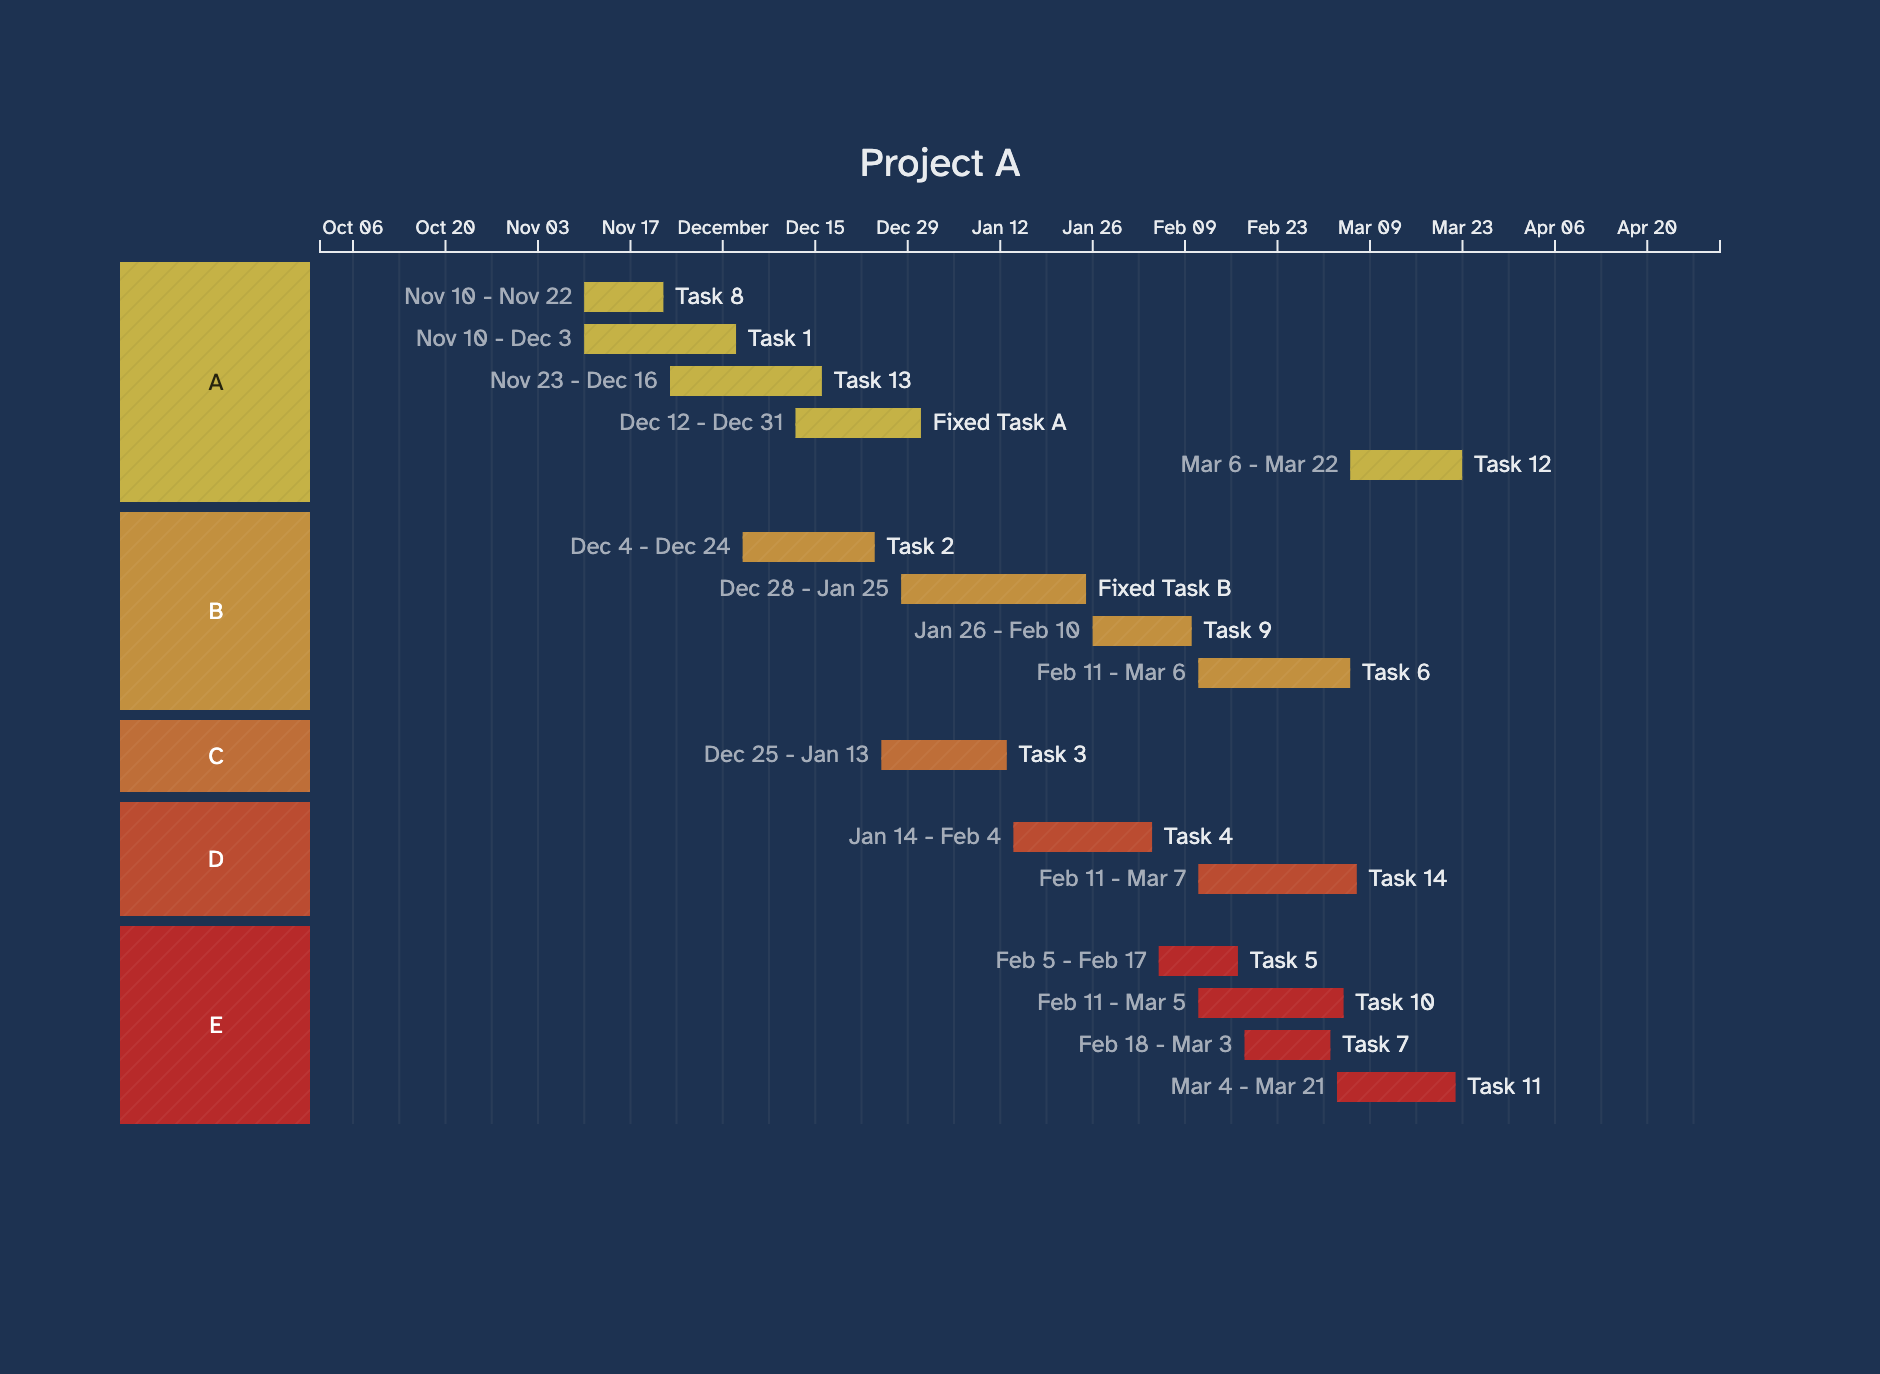 Project A
Oct 06 Oct 20 Nov 03 Nov 17 December Dec 15 Dec 29 Jan 12 Jan 26 Feb 09 Feb 23 Mar 09 Mar 23 Apr 06 Apr 20
A
Nov 10 - Nov 22 Task 8
Nov 10 - Dec 3 Task 1
Nov 23 - Dec 16 Task 13
Dec 12 - Dec 31 Fixed Task A
Mar 6 - Mar 22 Task 12
B
Dec 4 - Dec 24 Task 2
Dec 28 - Jan 25 Fixed Task B
Jan 26 - Feb 10 Task 9
Feb 11 - Mar 6 Task 6
C
Dec 25 - Jan 13 Task 3
D
Jan 14 - Feb 4 Task 4
Feb 11 - Mar 7 Task 14
E
Feb 5 - Feb 17 Task 5
Feb 11 - Mar 5 Task 10
Feb 18 - Mar 3 Task 7
Mar 4 - Mar 21 Task 11